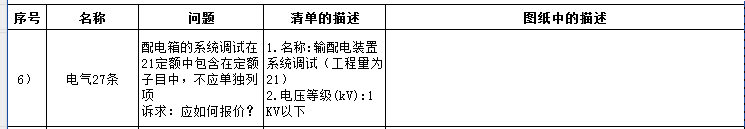 序号 名称 问题 清单的描述 图纸中的描述
6） 电气27条
配电箱的系统调试在
21定额中包含在定额
子目中，不应单独列
项
诉求：应如何报价？
1.名称:输配电装置
系统调试（工程量为
21）
2.电压等级(kV):1
KV以下